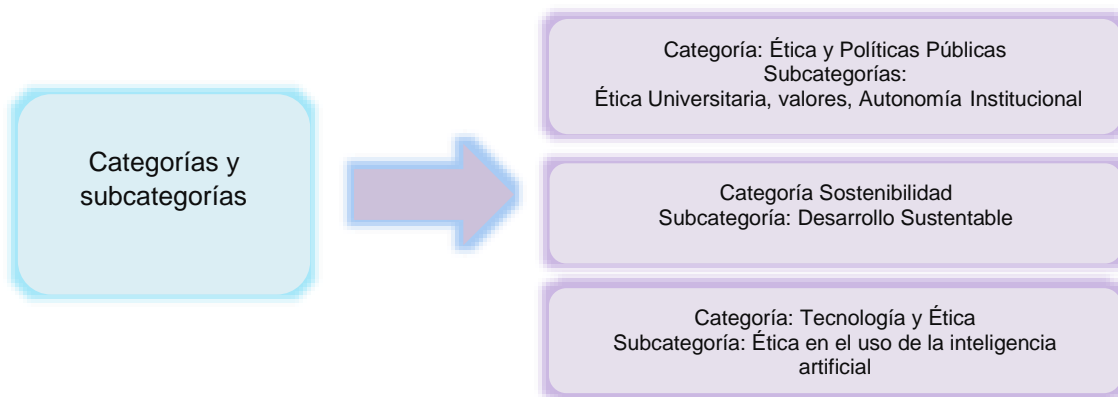 Categorías y
subcategorías
Categoría: Ética y Políticas Públicas
Subcategorías:
Ética Universitaria, valores, Autonomía Institucional
Categoría Sostenibilidad
Subcategoría: Desarrollo Sustentable
Categoría: Tecnología y Ética
Subcategoría: Ética en el uso de la inteligencia
artificial